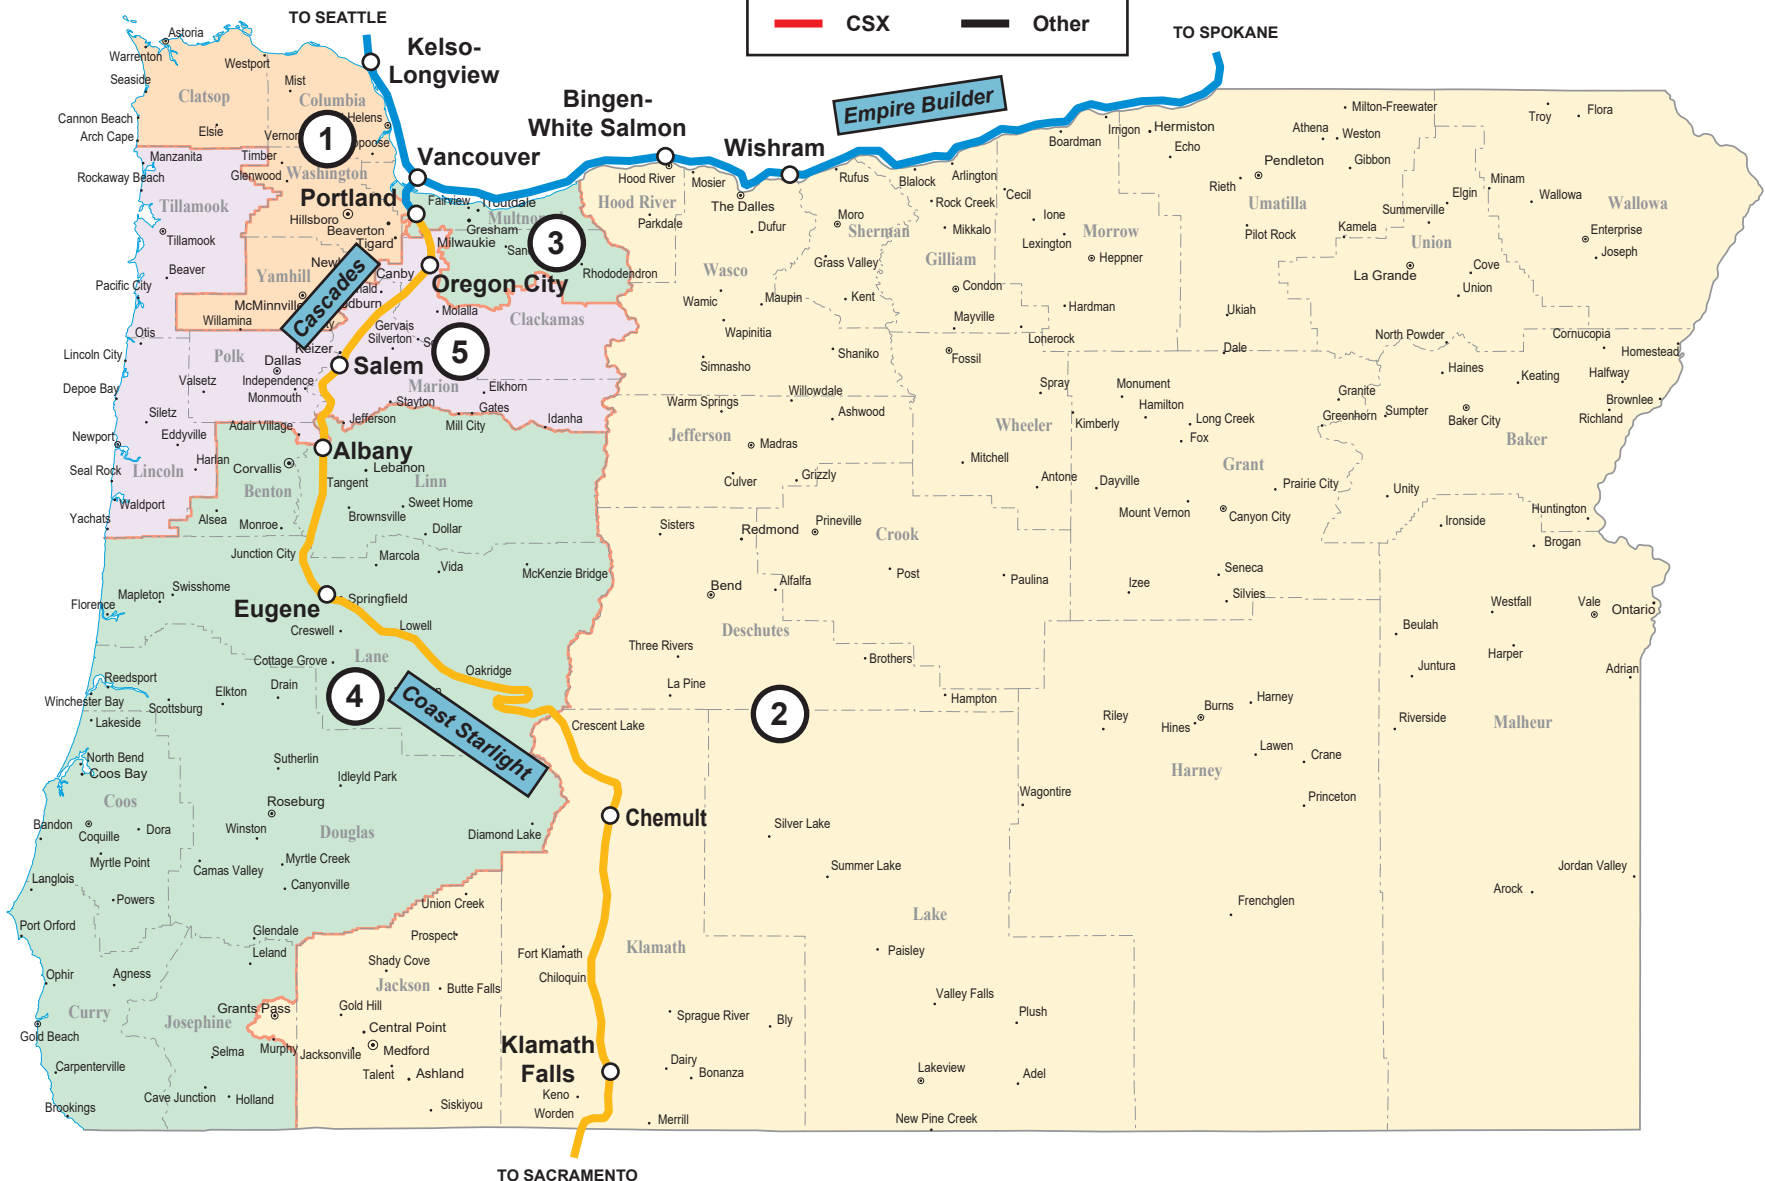 CSX
Other
TO SEATTLE
TO SPOKANE
Kelso-
Longview
Bingen-
White Salmon
Wishram
Empire Builder
Vancouver
Portland
Oregon City
Cascades
Salem
Albany
Eugene
Coast Starlight
Chemult
Klamath
Falls
TO SACRAMENTO
1
3
5
4
2
Astoria
Warrenton
Westport
Seaside
Mist
Clatsop
Columbia
Cannon Beach
Elsie
Helens
Arch Cape
Manzanita
Timber
Glenwood
Washington
Rockaway Beach
Tillamook
Hillsboro
Beaverton
Tigard
Tillamook
Beaver
Yamhill
Pacific City
McMinnville
Willamina
Otis
Lincoln City
Polk
Dallas
Keizer
Independence
Monmouth
Valsetz
Depoe Bay
Siletz
Newport
Eddyville
Adair Village
Harlan
Seal Rock
Lincoln
Waldport
Yachats
Corvallis
Benton
Alsea
Monroe
Fairview
Troutdale
Gresham
Milwaukie
Rhododendron
Canby
Molalla
Clackamas
Gervais
Silverton
Marion
Elkhorn
Stayton
Gates
Jefferson
Mill City
Idanha
Lebanon
Linn
Tangent
Sweet Home
Brownsville
Dollar
Junction City
Marcola
Vida
McKenzie Bridge
Swisshome
Mapleton
Florence
Springfield
Creswell
Lowell
Lane
Cottage Grove
Oakridge
Reedsport
Winchester Bay
Scottsburg
Elkton
Drain
Lakeside
North Bend
Coos Bay
Sutherlin
Idleyld Park
Coos
Roseburg
Bandon
Coquille
Dora
Winston
Douglas
Diamond Lake
Myrtle Point
Camas Valley
Myrtle Creek
Langlois
Canyonville
Powers
Port Orford
Glendale
Leland
Ophir
Agness
Curry
Josephine
Grants Pass
Gold Beach
Selma
Murphy
Carpenterville
Cave Junction
Holland
Brookings
Union Creek
Prospect
Shady Cove
Jackson
Butte Falls
Gold Hill
Central Point
Jacksonville
Medford
Talent
Ashland
Siskiyou
Crescent Lake
Fort Klamath
Chiloquin
Klamath
Sprague River
Bly
Dairy
Bonanza
Keno
Worden
Merrill
Hood River
Mosier
Hood River
The Dalles
Parkdale
Dufur
Rufus
Moro
Sherman
Wasco
Grass Valley
Wamic
Maupin
Kent
Wapinitia
Shaniko
Simnasho
Willowdale
Warm Springs
Ashwood
Jefferson
Madras
Culver
Grizzly
Blalock
Arlington
Rock Creek
Cecil
Mikkalo
Ione
Lexington
Morrow
Gilliam
Heppner
Condon
Hardman
Mayville
Lonerock
Fossil
Spray
Wheeler
Kimberly
Mitchell
Antone
Sisters
Redmond
Prineville
Crook
Bend
Alfalfa
Post
Paulina
Deschutes
Three Rivers
Brothers
La Pine
Hampton
Silver Lake
Summer Lake
Wagontire
Lake
Paisley
Valley Falls
Plush
Lakeview
Adel
New Pine Creek
Boardman
Irrigon
Hermiston
Echo
Milton-Freewater
Athena
Weston
Pendleton
Gibbon
Rieth
Umatilla
Pilot Rock
Kamela
Ukiah
Dale
Troy
Flora
Minam
Elgin
Wallowa
Wallowa
Summerville
Union
Enterprise
Joseph
La Grande
Cove
Union
North Powder
Cornucopia
Homestead
Haines
Keating
Halfway
Granite
Greenhorn
Sumpter
Baker City
Brownlee
Richland
Baker
Monument
Hamilton
Long Creek
Fox
Grant
Dayville
Prairie City
Unity
Mount Vernon
Canyon City
Huntington
Ironside
Brogan
Izee
Seneca
Silvies
Westfall
Vale
Ontario
Beulah
Harper
Juntura
Adrian
Riley
Burns
Harney
Hines
Riverside
Malheur
Lawen
Crane
Harney
Princeton
Frenchglen
Jordan Valley
Arock